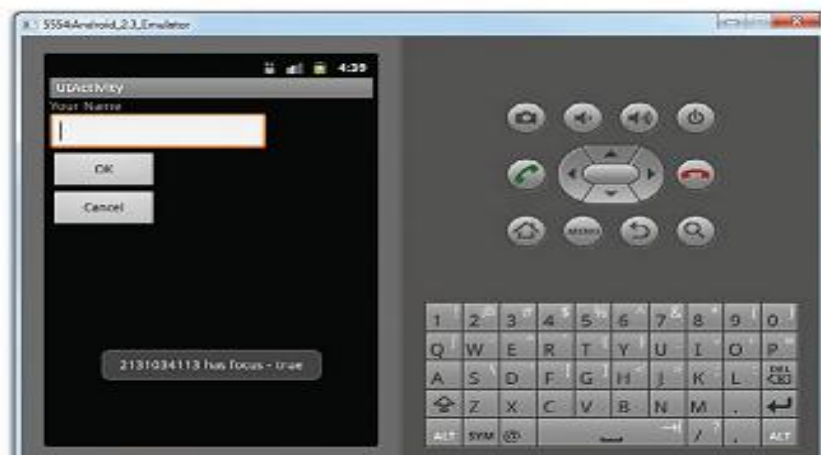 5554:Android_2.3_Emulator
4:39
UIActivity
Your Name
OK
Cancel
2131034113 has focus - true
MENU
1 ! 2 @ 3 # 4 $ 5 % 6 ^ 7 & 8 * 9 ( 0 )
Q W E R T Y U I O P
A S D F G H J K L DEL
Z X C V B N M .
ALT SYM @ / ? , ALT